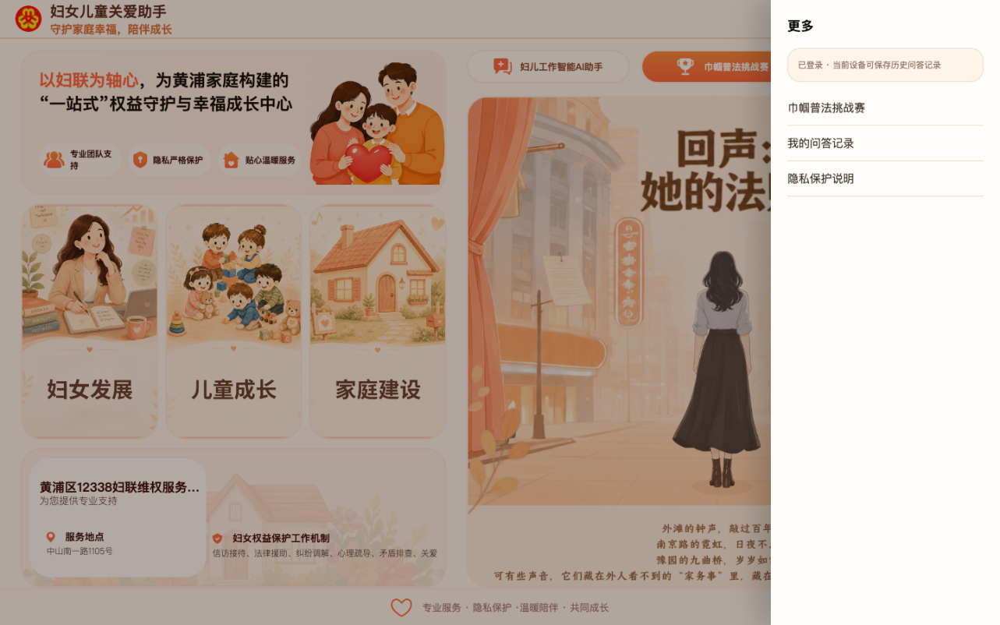 妇女儿童关爱助手
守护家庭幸福，陪伴成长
以妇联为轴心，为黄浦家庭构建的
“一站式”权益守护与幸福成长中心
专业团队支
持
隐私严格保护
贴心温暖服务
妇女发展
儿童成长
家庭建设
黄浦区12338妇联维权服务...
为您提供专业支持
服务地点
中山南一路1105号
妇女权益保护工作机制
信访接待、法律援助、纠纷调解、心理疏导、矛盾排查、关爱
妇儿工作智能AI助手
巾帼普法挑战赛
回声：
她的法
外滩的钟声，敲过百年
南京路的霓虹，日夜不
豫园的九曲桥，岁岁如
可有些声音，它们藏在外人看不到的“家务事”里，藏在
专业服务 · 隐私保护 ·温暖陪伴 · 共同成长
更多
已登录 · 当前设备可保存历史问答记录
巾帼普法挑战赛
我的问答记录
隐私保护说明